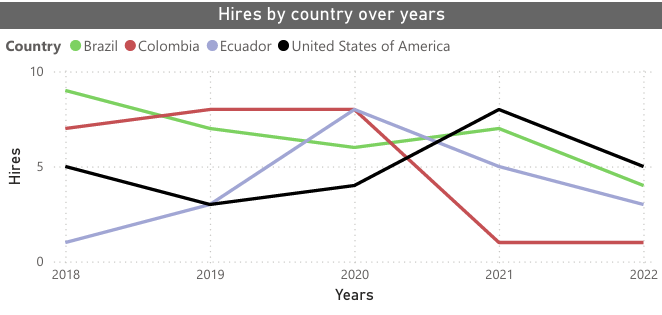 Hires by country over years
Country Brazil Colombia Ecuador United States of America
10
5
0
Hires
2018 2019 2020 2021 2022
Years